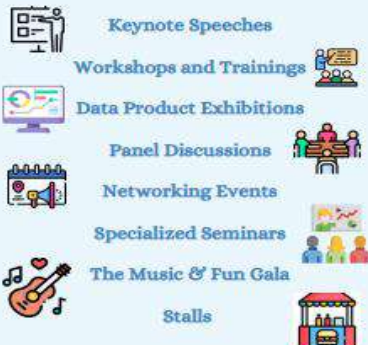 Keynote Speeches
Workshops and Trainings
Data Product Exhibitions
Panel Discussions
Networking Events
Specialized Seminars
The Music & Fun Gala
Stalls